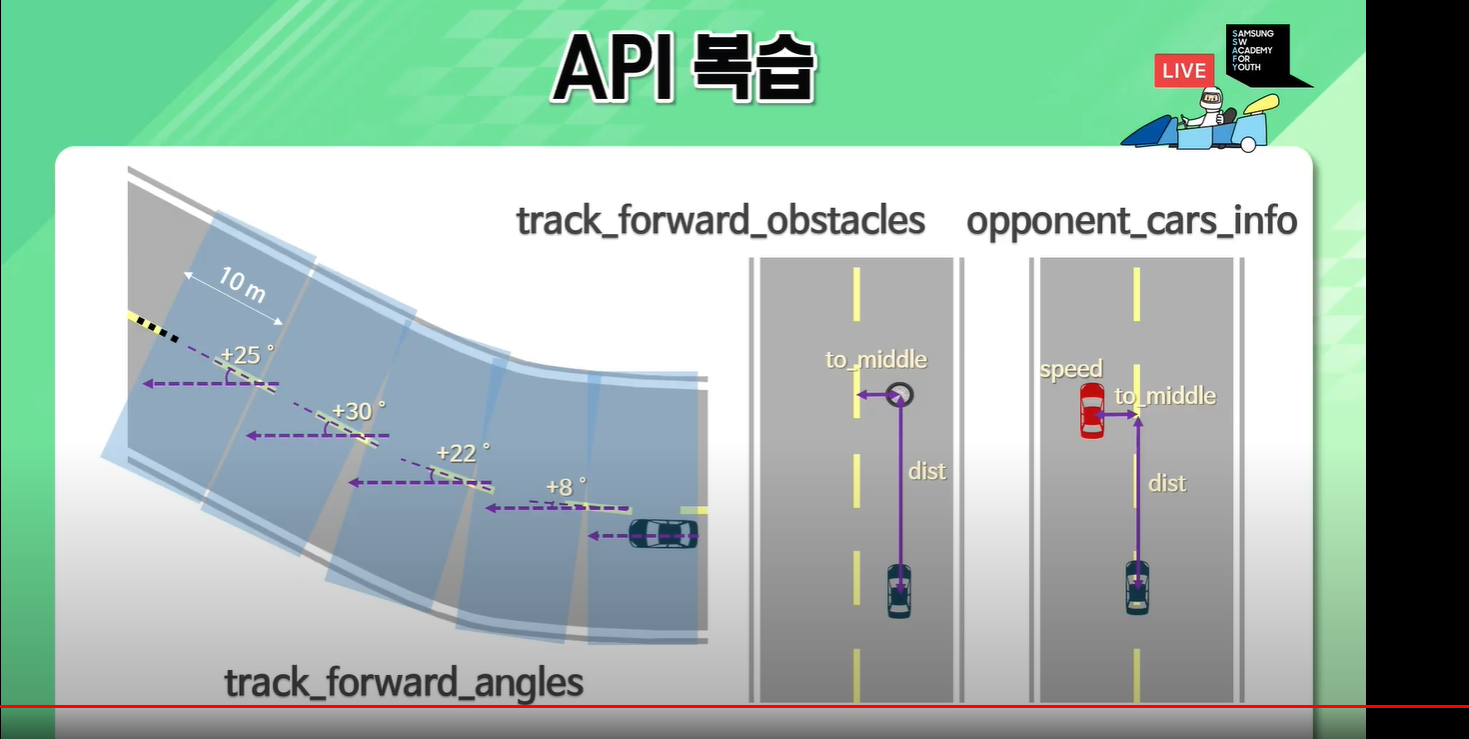 API 복습
LIVE
SAMSUNG
SW
ACADEMY
FOR
YOUTH
track_forward_obstacles
opponent_cars_info
10 m
+25 °
+30 °
+22 °
+8 °
track_forward_angles
to_middle
dist
speed
to_middle
dist